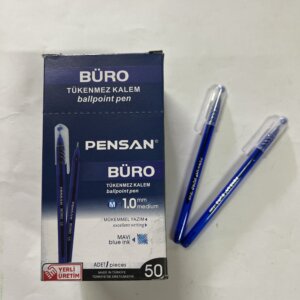 BÜRO
TÜKENMEZ KALEM
ballpoint pen
PENSAN
BÜRO
TÜKENMEZ KALEM
ballpoint pen
M 1.0 mm
medium
MÜKEMMEL YAZIM
excellent writing
MAVİ
blue ink
YERLİ
ÜRETİM
ADET / pieces
50
MADE IN TÜRKİYE